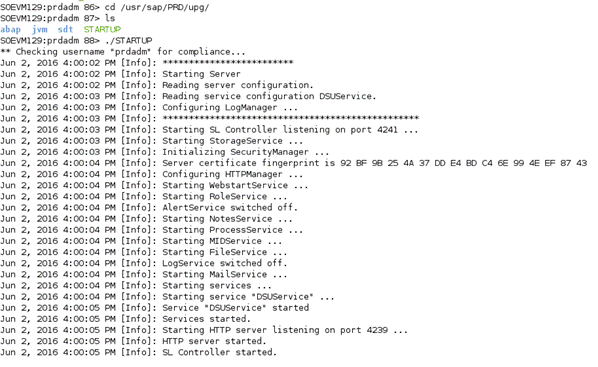 SOEVM129:prdadm 86> cd /usr/sap/PRD/upg/
SOEVM129:prdadm 87> ls
abap jvm sdt STARTUP
SOEVM129:prdadm 88> ./STARTUP
** Checking username "prdadm" for compliance...
Jun 2, 2016 4:00:02 PM [Info]: *************************
Jun 2, 2016 4:00:02 PM [Info]: Starting Server
Jun 2, 2016 4:00:02 PM [Info]: Reading server configuration.
Jun 2, 2016 4:00:03 PM [Info]: Reading service configuration DSUService.
Jun 2, 2016 4:00:03 PM [Info]: Configuring LogManager ...
Jun 2, 2016 4:00:03 PM [Info]: *************************************************
Jun 2, 2016 4:00:03 PM [Info]: Starting SL Controller listening on port 4241 ...
Jun 2, 2016 4:00:03 PM [Info]: Starting StorageService ...
Jun 2, 2016 4:00:03 PM [Info]: Initializing SecurityManager ...
Jun 2, 2016 4:00:04 PM [Info]: Server certificate fingerprint is 92 BF 9B 25 4A 37 DD E4 BD C4 6E 99 4E EF 87 43
Jun 2, 2016 4:00:04 PM [Info]: Configuring HTTPManager ...
Jun 2, 2016 4:00:04 PM [Info]: Starting WebstartService ...
Jun 2, 2016 4:00:04 PM [Info]: Starting RoleService ...
Jun 2, 2016 4:00:04 PM [Info]: AlertService switched off.
Jun 2, 2016 4:00:04 PM [Info]: Starting NotesService ...
Jun 2, 2016 4:00:04 PM [Info]: Starting ProcessService ...
Jun 2, 2016 4:00:04 PM [Info]: Starting MIDService ...
Jun 2, 2016 4:00:04 PM [Info]: Starting FileService ...
Jun 2, 2016 4:00:04 PM [Info]: LogService switched off.
Jun 2, 2016 4:00:04 PM [Info]: Starting MailService ...
Jun 2, 2016 4:00:04 PM [Info]: Starting services ...
Jun 2, 2016 4:00:04 PM [Info]: Starting service "DSUService" ...
Jun 2, 2016 4:00:05 PM [Info]: Service "DSUService" started
Jun 2, 2016 4:00:05 PM [Info]: Services started.
Jun 2, 2016 4:00:05 PM [Info]: Starting HTTP server listening on port 4239 ...
Jun 2, 2016 4:00:05 PM [Info]: HTTP server started.
Jun 2, 2016 4:00:05 PM [Info]: SL Controller started.